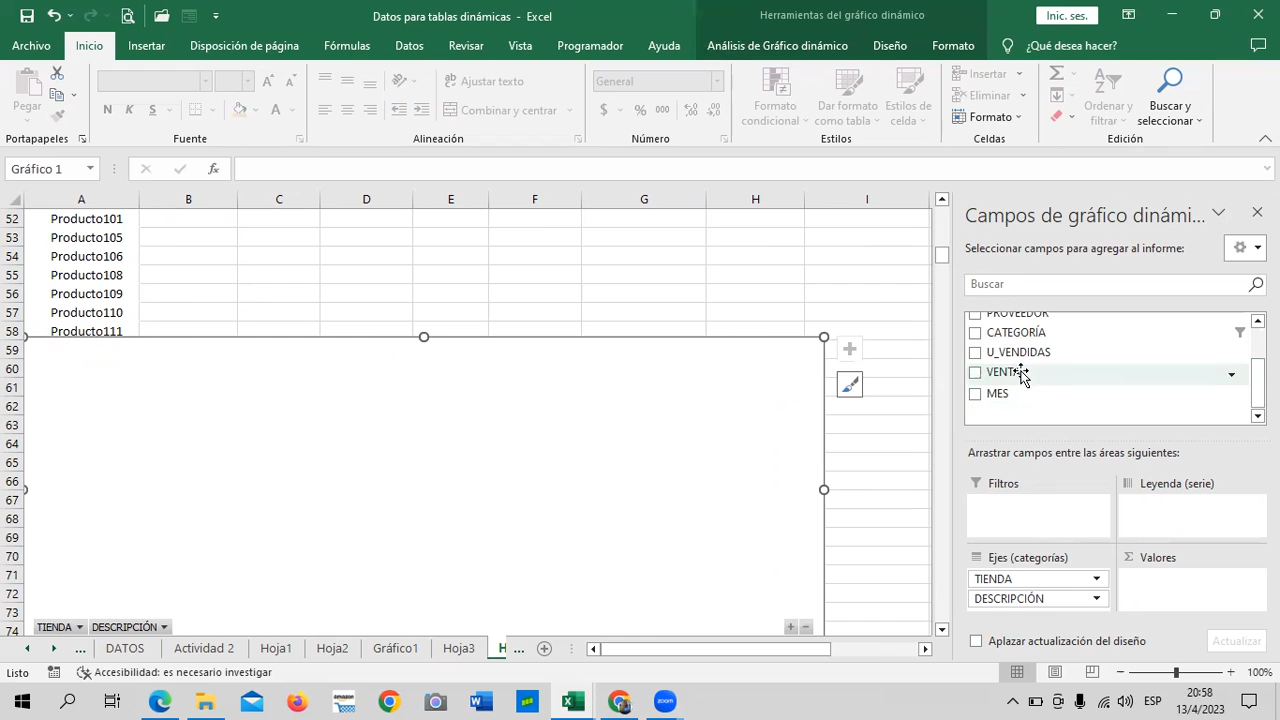 Datos para tablas dinámicas - Excel
Herramientas del gráfico dinámico
Inic. ses.
Archivo Inicio Insertar Disposición de página Fórmulas Datos Revisar Vista Programador Ayuda Análisis de Gráfico dinámico Diseño Formato ¿Qué desea hacer?
Pegar
Portapapeles
N K S A
Fuente
Ajustar texto
Combinar y centrar
Alineación
General
$ % 000
Número
Formato condicional
Dar formato como tabla
Estilos de celda
Estilos
Insertar
Eliminar
Formato
Celdas
Ordenar y filtrar
Buscar y seleccionar
Edición
Gráfico 1
fx
A B C D E F G H I
52 Producto101
53 Producto105
54 Producto106
55 Producto108
56 Producto109
57 Producto110
58 Producto111
59
60
61
62
63
64
65
66
67
68
69
70
71
72
73
74
TIENDA DESCRIPCIÓN
Campos de gráfico dinámi...
Seleccionar campos para agregar al informe:
Buscar
PROVEEDOR
CATEGORÍA
U_VENDIDAS
MES
Arrastrar campos entre las áreas siguientes:
Filtros
Leyenda (serie)
Ejes (categorías)
Valores
TIENDA
DESCRIPCIÓN
Aplazar actualización del diseño
Actualizar
... DATOS Actividad 2 Hoja1 Hoja2 Gráfico1 Hoja3 H ...
Listo
Accesibilidad: es necesario investigar
100%
amazon
ESP
20:58
13/4/2023